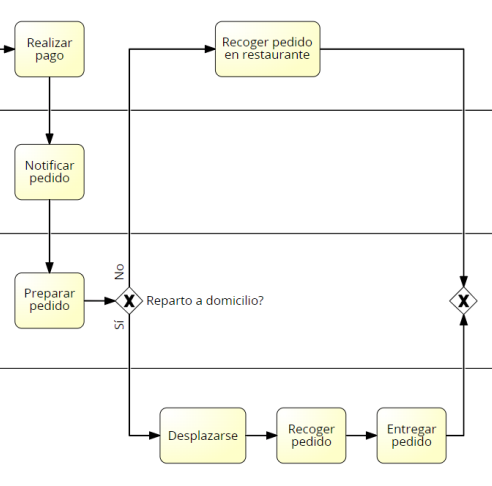 Realizar
pago
Recoger pedido
en restaurante
Notificar
pedido
No
Preparar
pedido
X
Reparto a domicilio?
X
Sí
Desplazarse
Recoger
pedido
Entregar
pedido